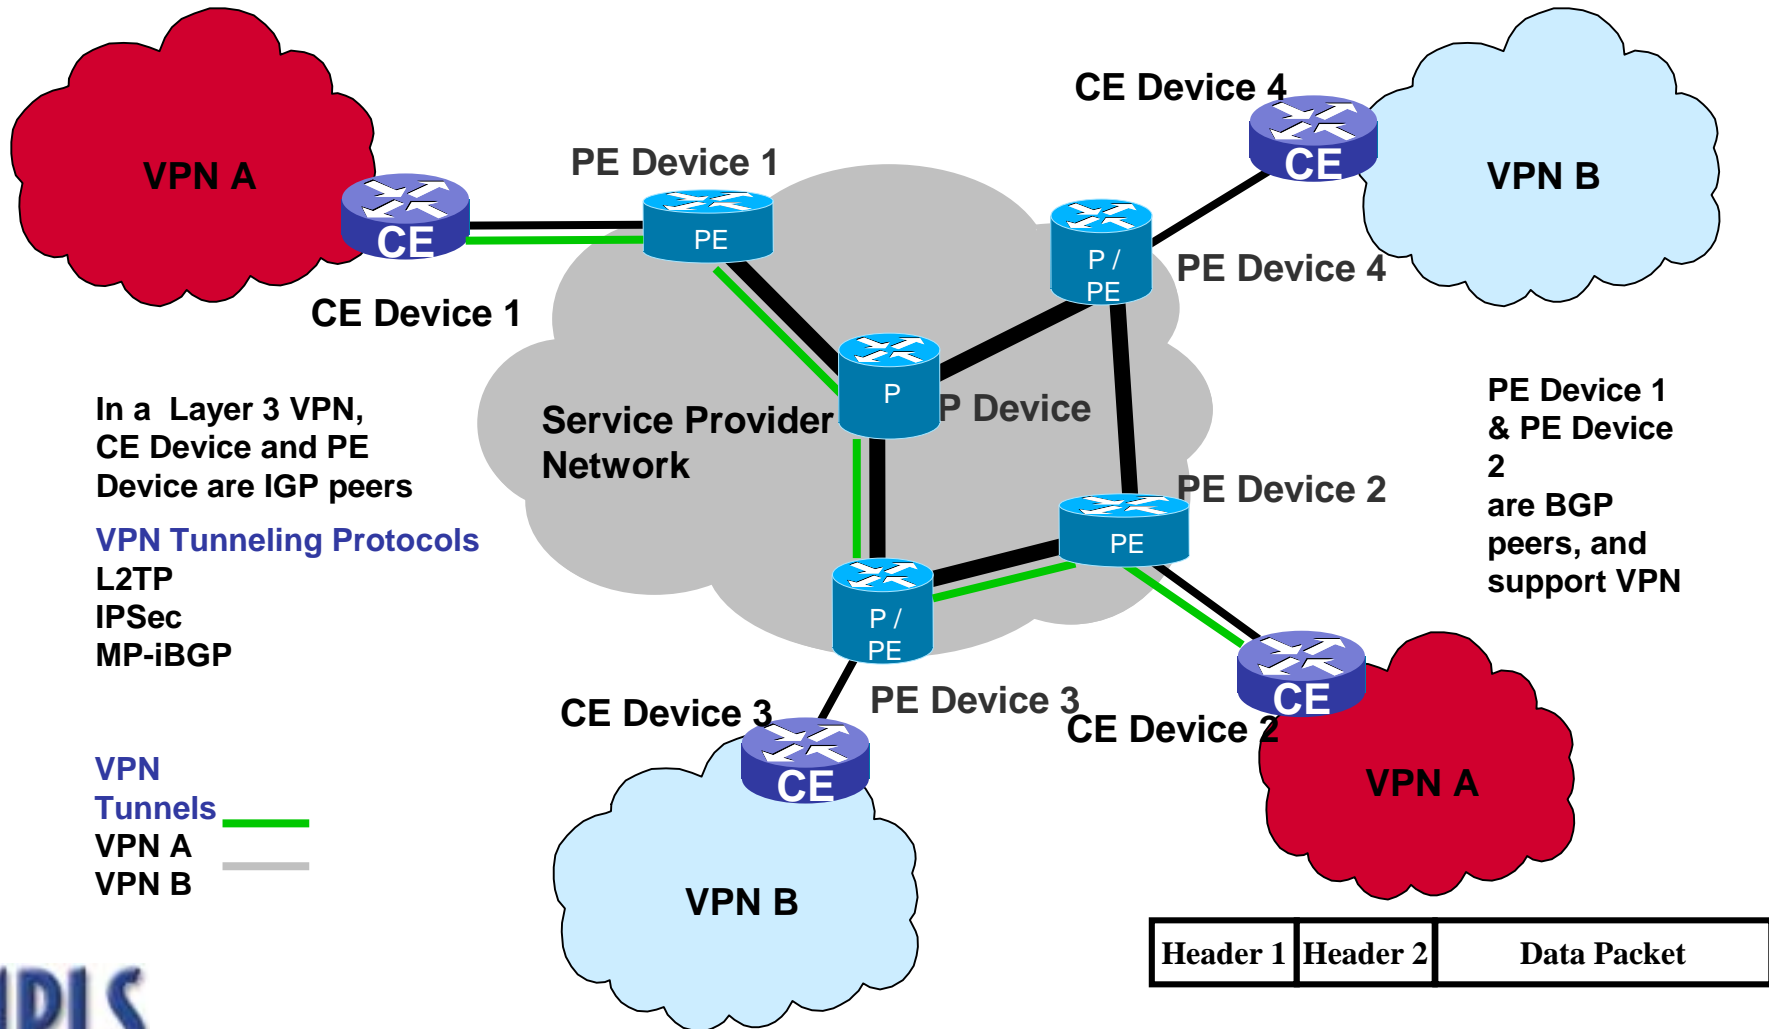 CE Device 4
VPN A
PE Device 1
CE
VPN B
CE
PE
P /
PE
PE Device 4
CE Device 1
P
P Device
Service Provider
Network
In a Layer 3 VPN,
CE Device and PE
Device are IGP peers
PE Device 1
& PE Device
2
are BGP
peers, and
support VPN
VPN Tunneling Protocols
L2TP
IPSec
MP-iBGP
PE Device 2
PE
P /
PE
PE Device 3
CE Device 3
CE
CE Device 2
CE
VPN A
VPN
Tunnels
VPN A
VPN B
VPN B
Header 1 Header 2 Data Packet